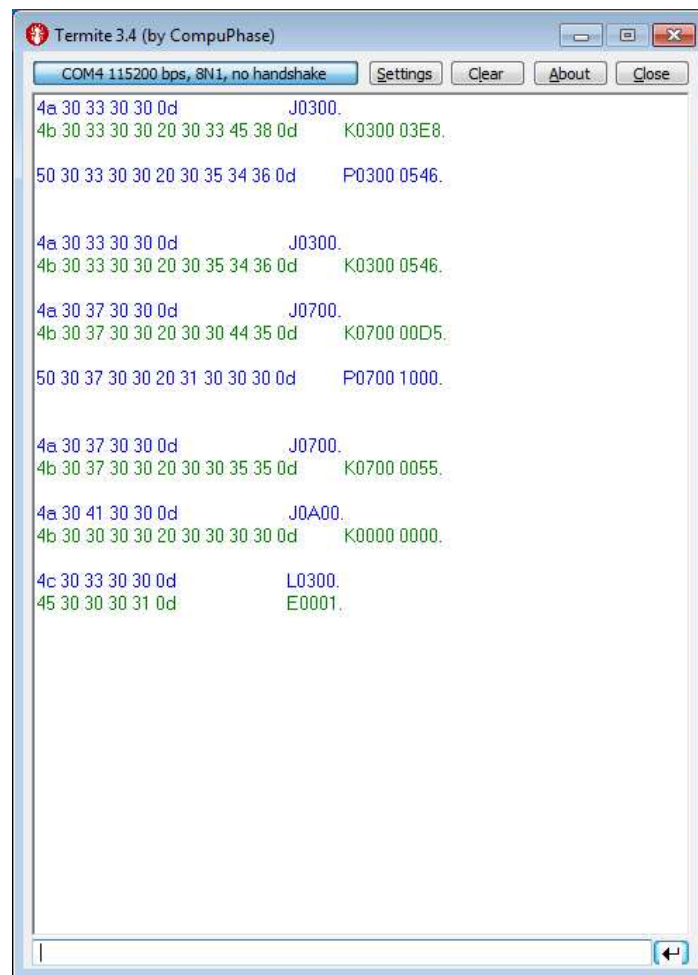 Termite 3.4 (by CompuPhase)
COM4 115200 bps, 8N1, no handshake Settings Clear About Close
4a 30 33 30 30 0d J0300.
4b 30 33 30 30 20 30 33 45 38 0d K0300 03E8.
50 30 33 30 30 20 30 35 34 36 0d P0300 0546.
4a 30 33 30 30 0d J0300.
4b 30 33 30 30 20 30 35 34 36 0d K0300 0546.
4a 30 37 30 30 0d J0700.
4b 30 37 30 30 20 30 30 44 35 0d K0700 00D5.
50 30 37 30 30 20 31 30 30 30 0d P0700 1000.
4a 30 37 30 30 0d J0700.
4b 30 37 30 30 20 30 30 35 35 0d K0700 0055.
4a 30 41 30 30 0d J0A00.
4b 30 30 30 30 20 30 30 30 30 0d K0000 0000.
4c 30 33 30 30 0d L0300.
45 30 30 30 31 0d E0001.